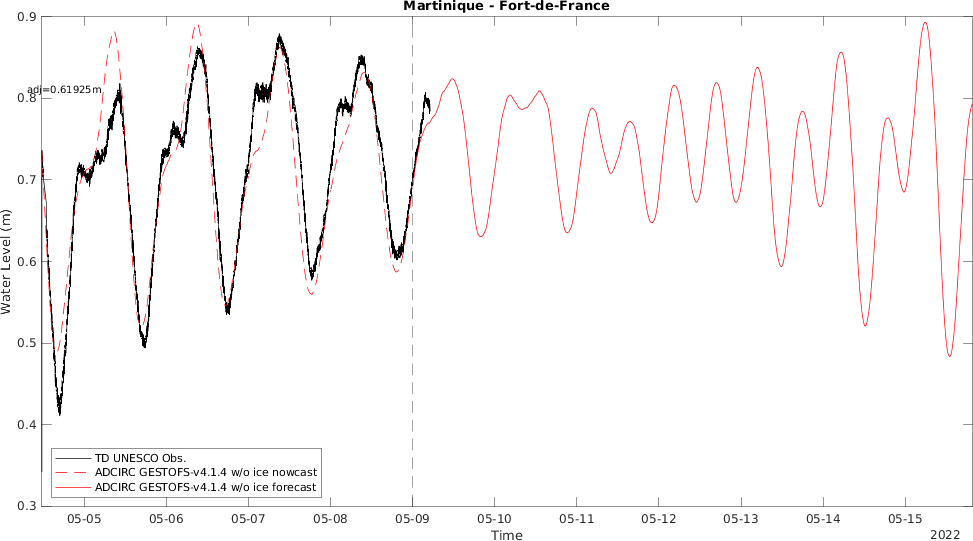 Martinique - Fort-de-France
0.9
0.8
0.7
0.6
0.5
0.4
0.3
Water Level (m)
adj=0.61925m
TD UNESCO Obs.
ADCIRC GESTOFS-v4.1.4 w/o ice nowcast
ADCIRC GESTOFS-v4.1.4 w/o ice forecast
05-05 05-06 05-07 05-08 05-09 05-10 05-11 05-12 05-13 05-14 05-15
Time
2022